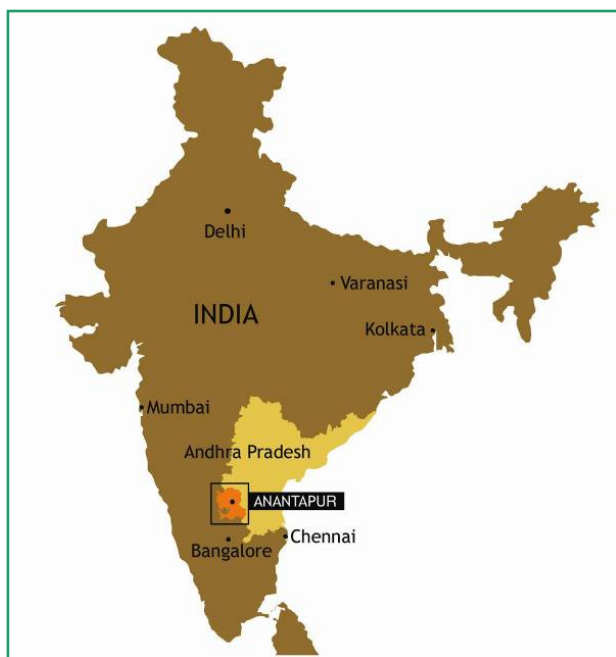 Delhi
Varanasi
INDIA
Kolkata
Mumbai
Andhra Pradesh
ANANTAPUR
Chennai
Bangalore